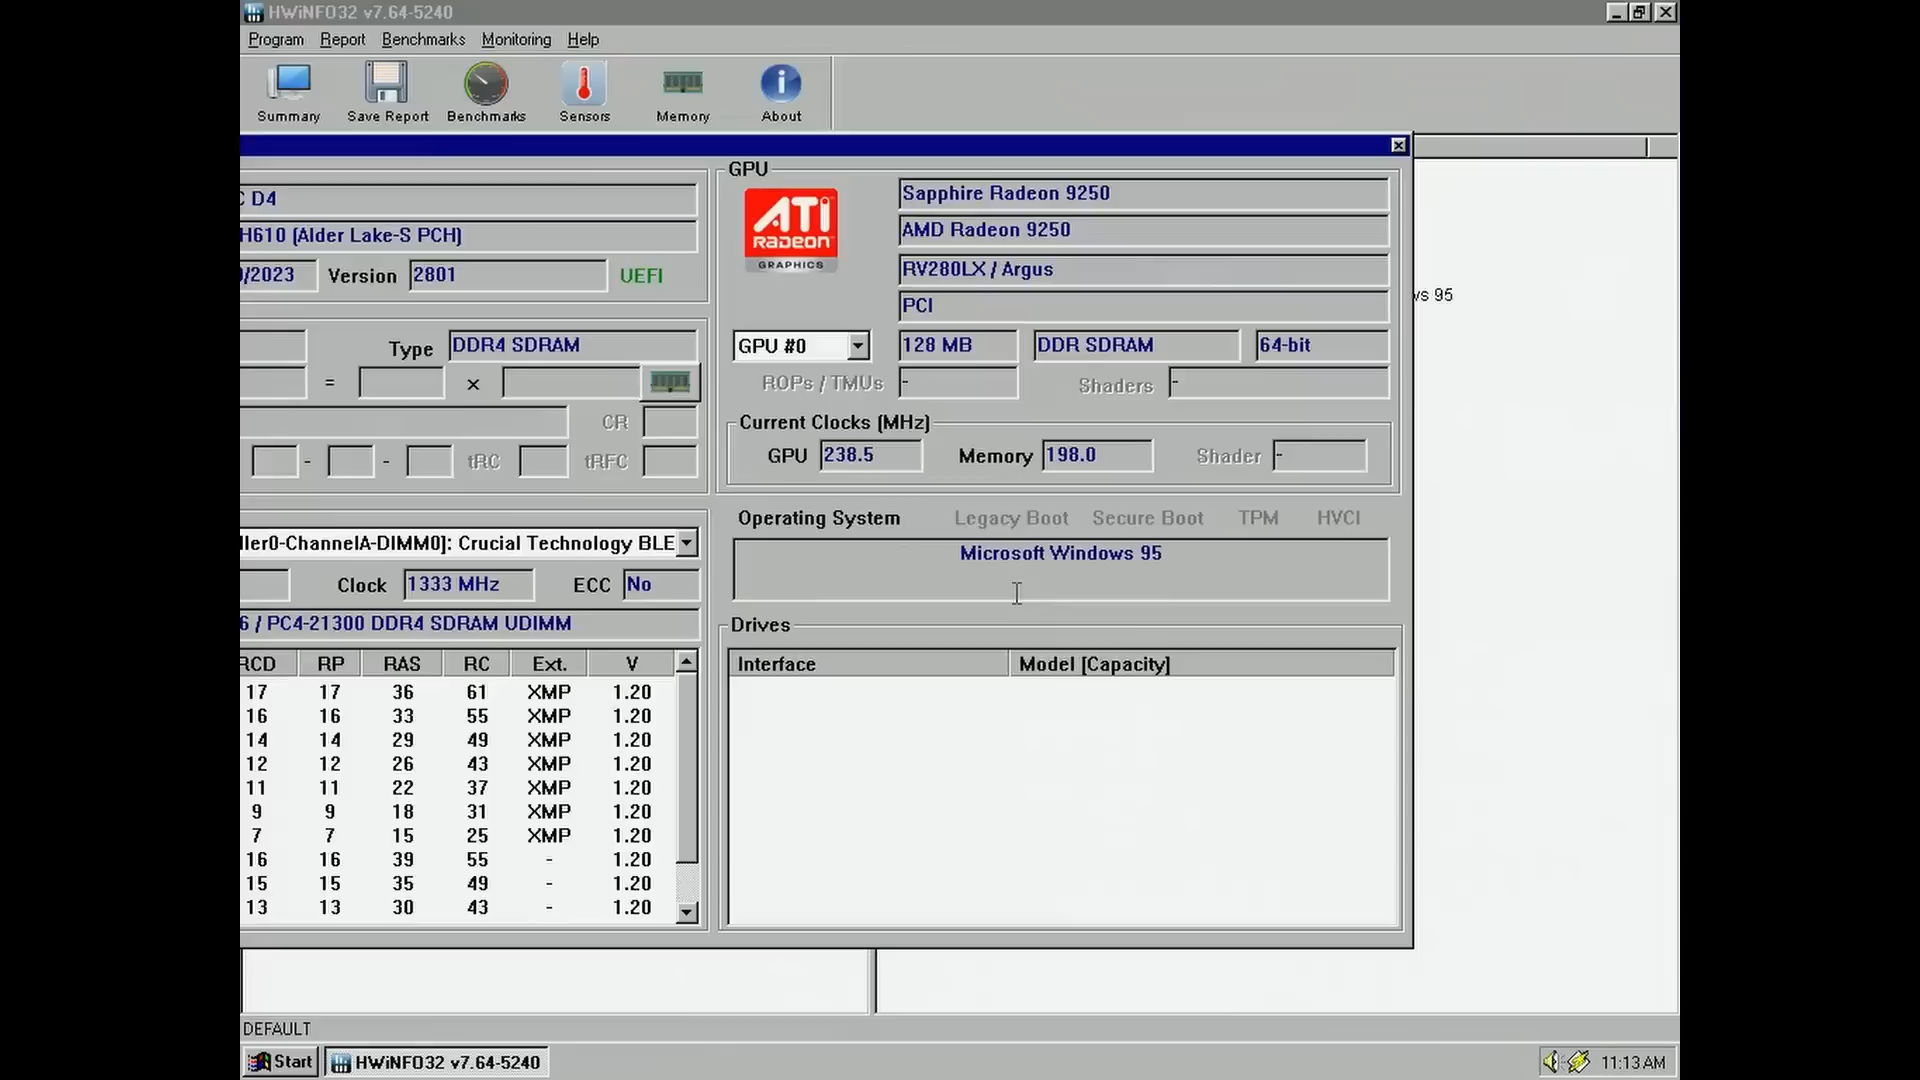 HWiNFO32 v7.64-5240
Program Report Benchmarks Monitoring Help
Summary Save Report Benchmarks Sensors Memory About
C D4
H610 (Alder Lake-S PCH)
/2023 Version 2801 UEFI
Type DDR4 SDRAM
= x
CR
- - tRC tRFC
ller0-ChannelA-DIMM0]: Crucial Technology BLE
Clock 1333 MHz ECC No
6 / PC4-21300 DDR4 SDRAM UDIMM
RCD RP RAS RC Ext. V
17 17 36 61 XMP 1.20
16 16 33 55 XMP 1.20
14 14 29 49 XMP 1.20
12 12 26 43 XMP 1.20
11 11 22 37 XMP 1.20
9 9 18 31 XMP 1.20
7 7 15 25 XMP 1.20
16 16 39 55 - 1.20
15 15 35 49 - 1.20
13 13 30 43 - 1.20
GPU
ATi
RADEON
GRAPHICS
Sapphire Radeon 9250
AMD Radeon 9250
RV280LX / Argus
PCI
GPU #0 128 MB DDR SDRAM 64-bit
ROPs / TMUs - Shaders -
Current Clocks (MHz)
GPU 238.5 Memory 198.0 Shader -
Operating System Legacy Boot Secure Boot TPM HVCI
Microsoft Windows 95
Drives
Interface Model [Capacity]
ws 95
DEFAULT
Start HWiNFO32 v7.64-5240 11:13 AM